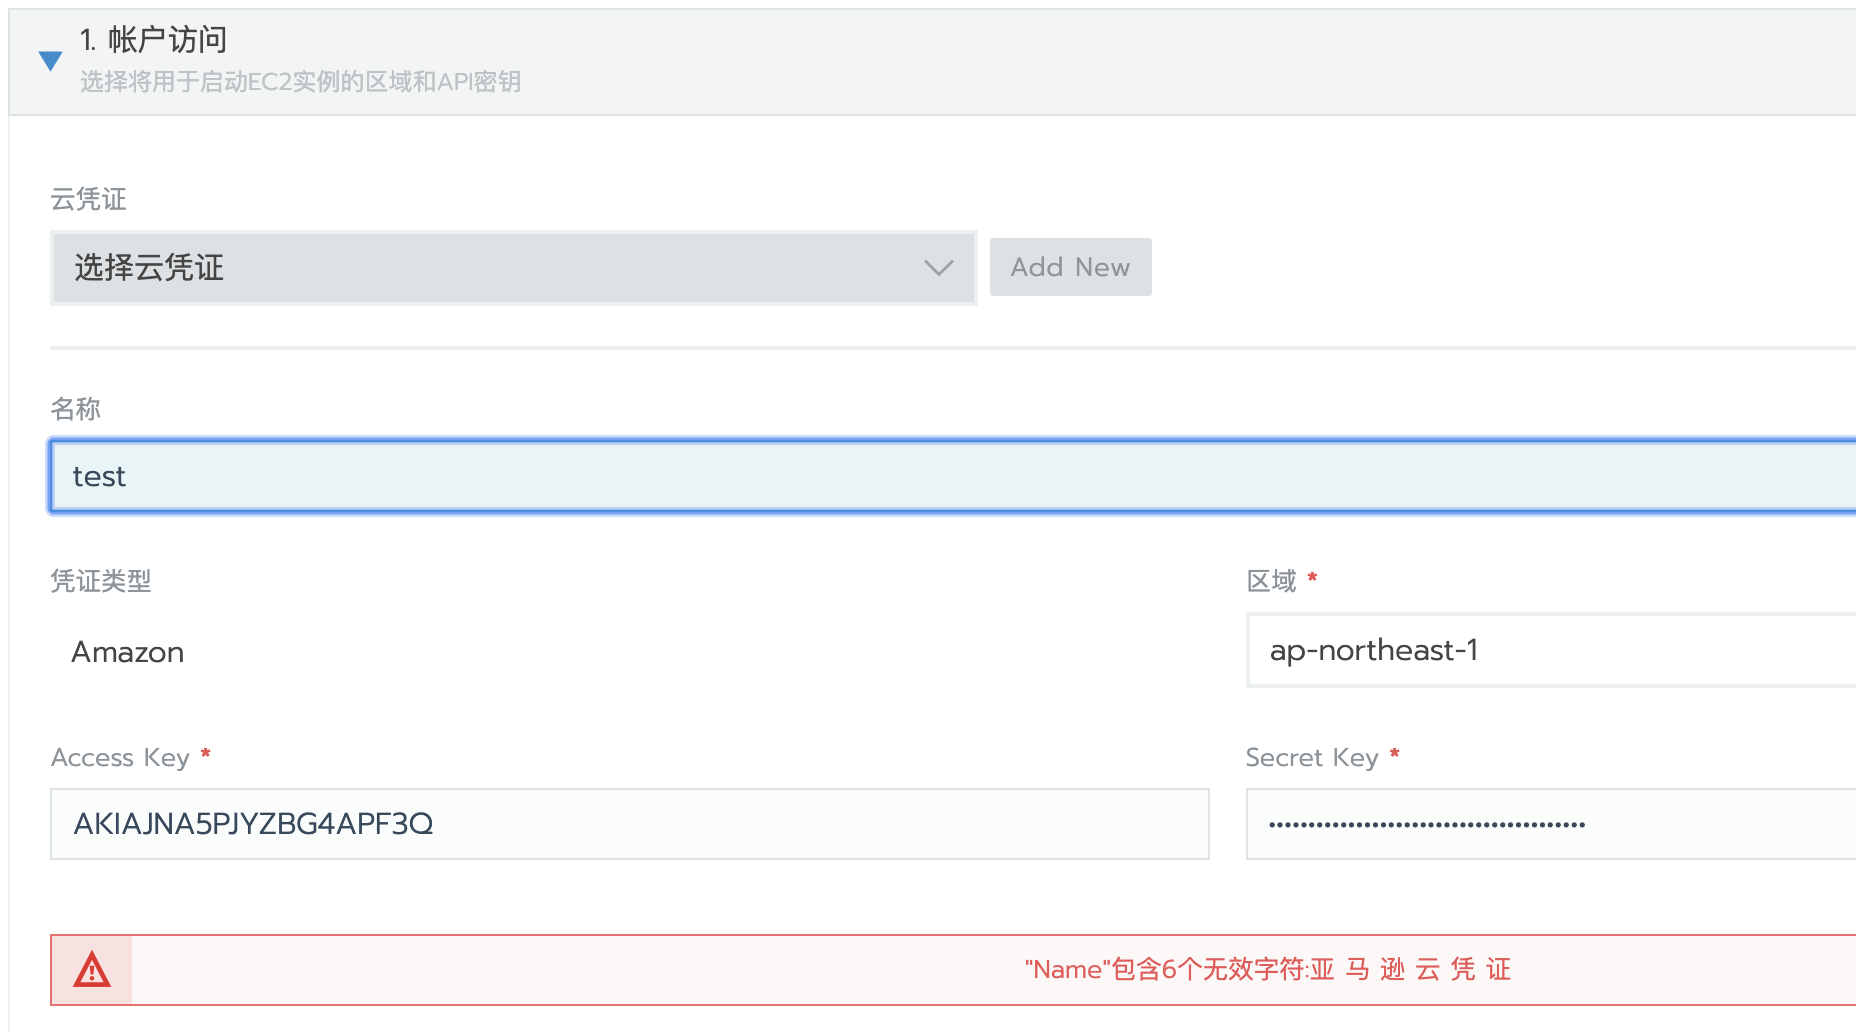 1. 帐户访问
选择将用于启动EC2实例的区域和API密钥
云凭证
选择云凭证
Add New
名称
test
凭证类型
区域 *
Amazon
ap-northeast-1
Access Key *
Secret Key *
AKIAJNA5PJYZBG4APF3Q
"Name"包含6个无效字符:亚 马 逊 云 凭 证